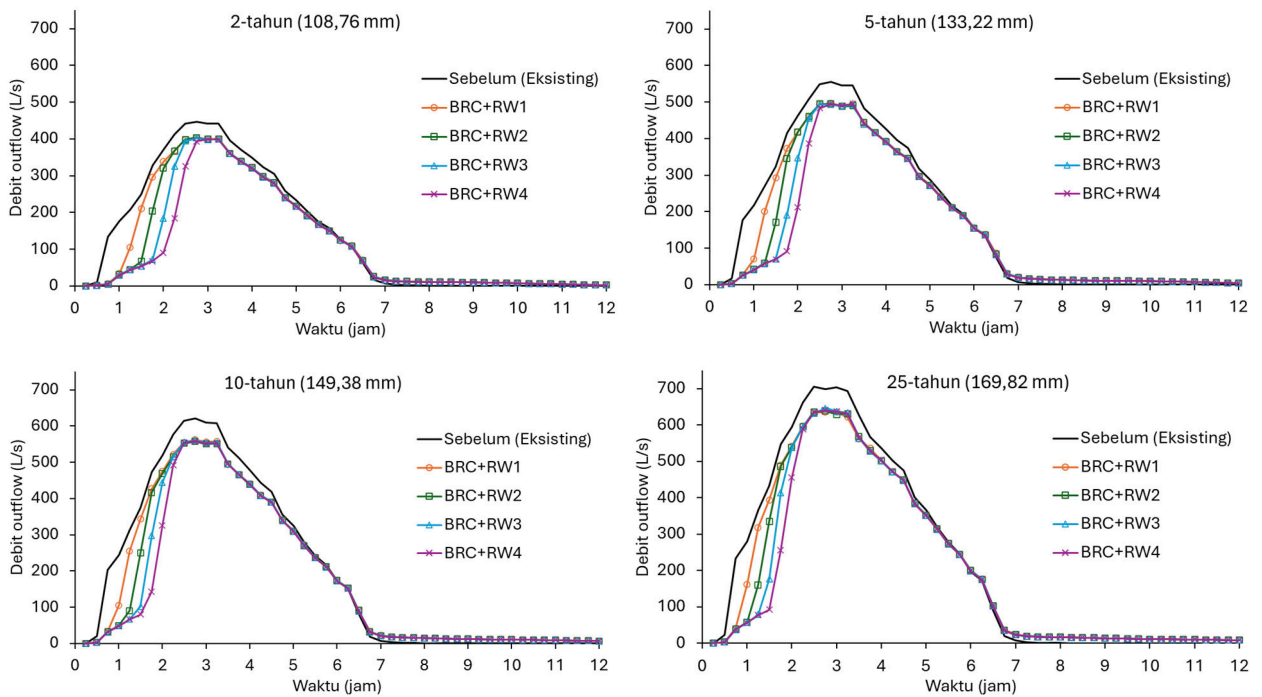 2-tahun (108,76 mm)
700
600
500
400
300
200
100
0
Debit outflow (L/s)
Sebelum (Eksisting)
BRC+RW1
BRC+RW2
BRC+RW3
BRC+RW4
0 1 2 3 4 5 6 7 8 9 10 11 12
Waktu (jam)
5-tahun (133,22 mm)
700
600
500
400
300
200
100
0
Debit outflow (L/s)
Sebelum (Eksisting)
BRC+RW1
BRC+RW2
BRC+RW3
BRC+RW4
0 1 2 3 4 5 6 7 8 9 10 11 12
Waktu (jam)
10-tahun (149,38 mm)
700
600
500
400
300
200
100
0
Debit outflow (L/s)
Sebelum (Eksisting)
BRC+RW1
BRC+RW2
BRC+RW3
BRC+RW4
0 1 2 3 4 5 6 7 8 9 10 11 12
Waktu (jam)
25-tahun (169,82 mm)
700
600
500
400
300
200
100
0
Debit outflow (L/s)
Sebelum (Eksisting)
BRC+RW1
BRC+RW2
BRC+RW3
BRC+RW4
0 1 2 3 4 5 6 7 8 9 10 11 12
Waktu (jam)